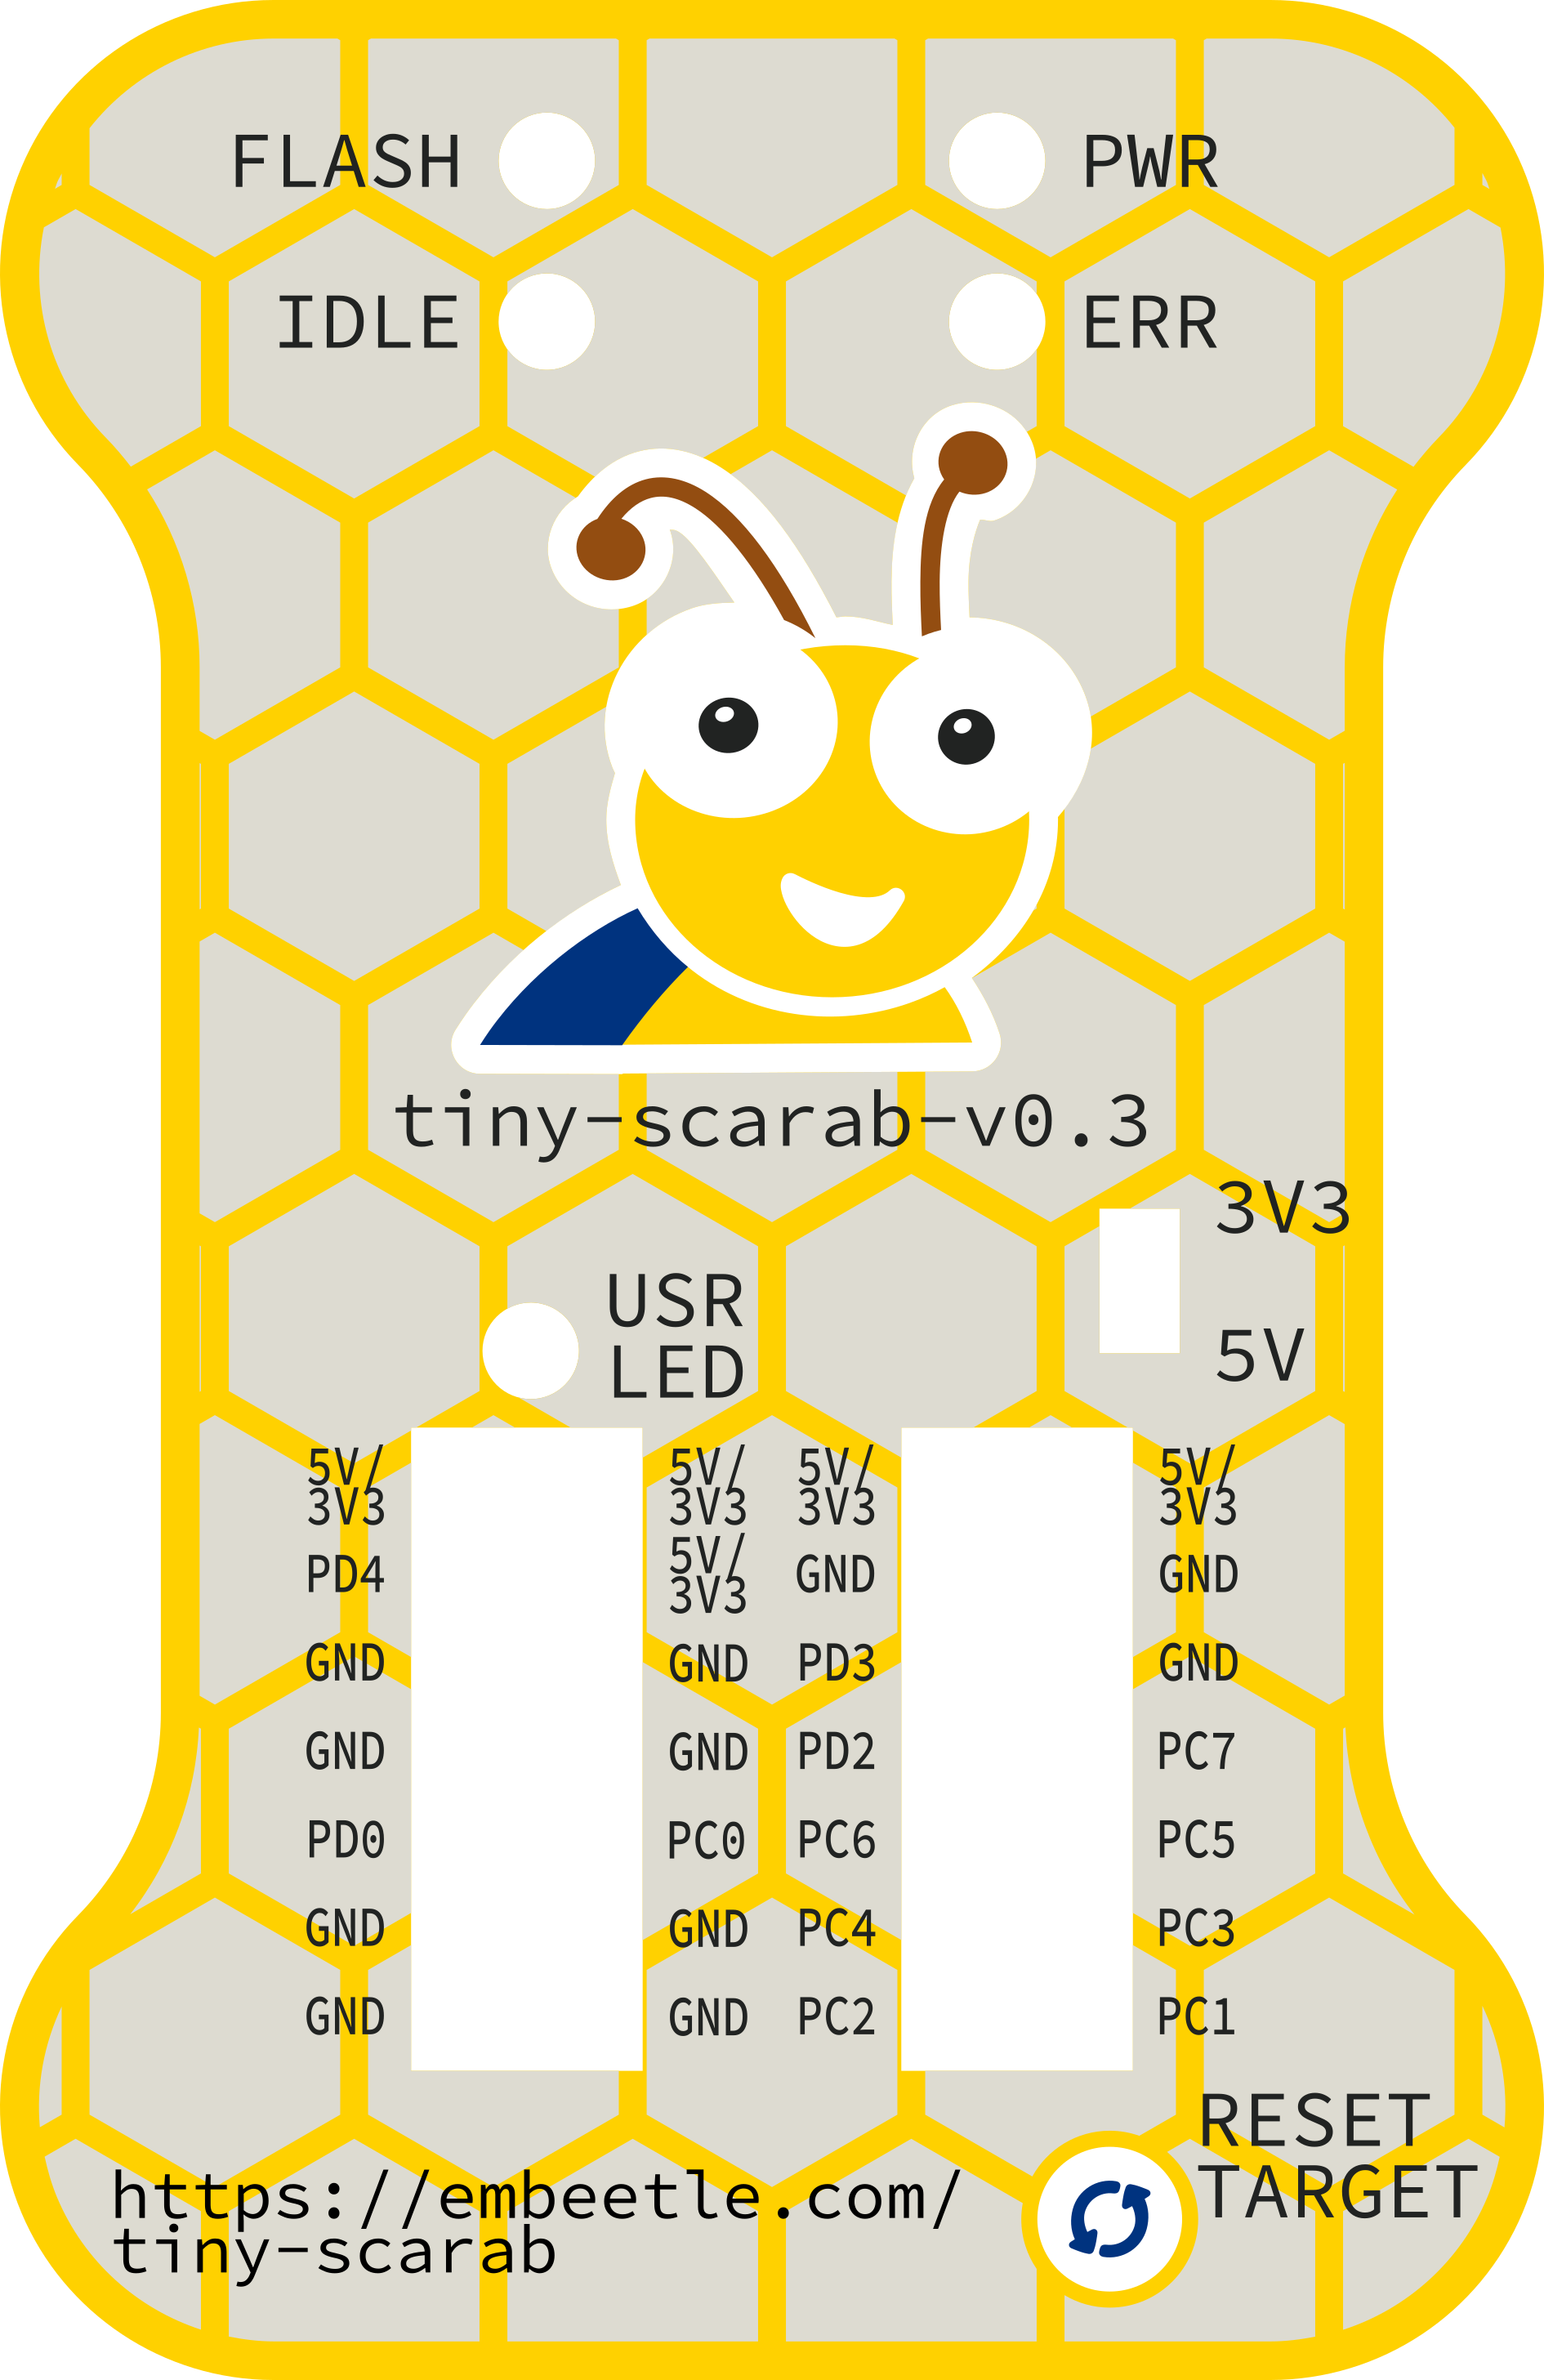 FLASH PWR
IDLE ERR
tiny-scarab-v0.3
3V3
USR
LED
5V
5V/ 5V/ 5V/ 5V/
3V3 3V3 3V3 3V3
PD4 5V/ GND GND
3V3
GND GND PD3 GND
GND GND PD2 PC7
PD0 PC0 PC6 PC5
GND GND PC4 PC3
GND GND PC2 PC1
RESET
TARGET
https://embeetle.com/
tiny-scarab